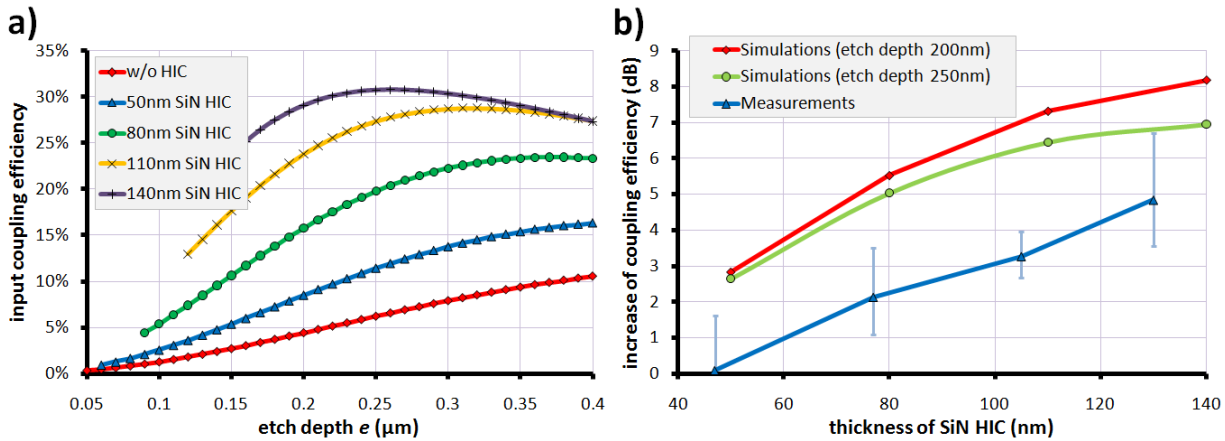 a)
35%
30%
25%
20%
15%
10%
5%
0%
input coupling efficiency
w/o HIC
50nm SiN HIC
80nm SiN HIC
110nm SiN HIC
140nm SiN HIC
0.05 0.1 0.15 0.2 0.25 0.3 0.35 0.4
etch depth e (μm)
b)
9
8
7
6
5
4
3
2
1
0
increase of coupling efficiency (dB)
Simulations (etch depth 200nm)
Simulations (etch depth 250nm)
Measurements
40 60 80 100 120 140
thickness of SiN HIC (nm)